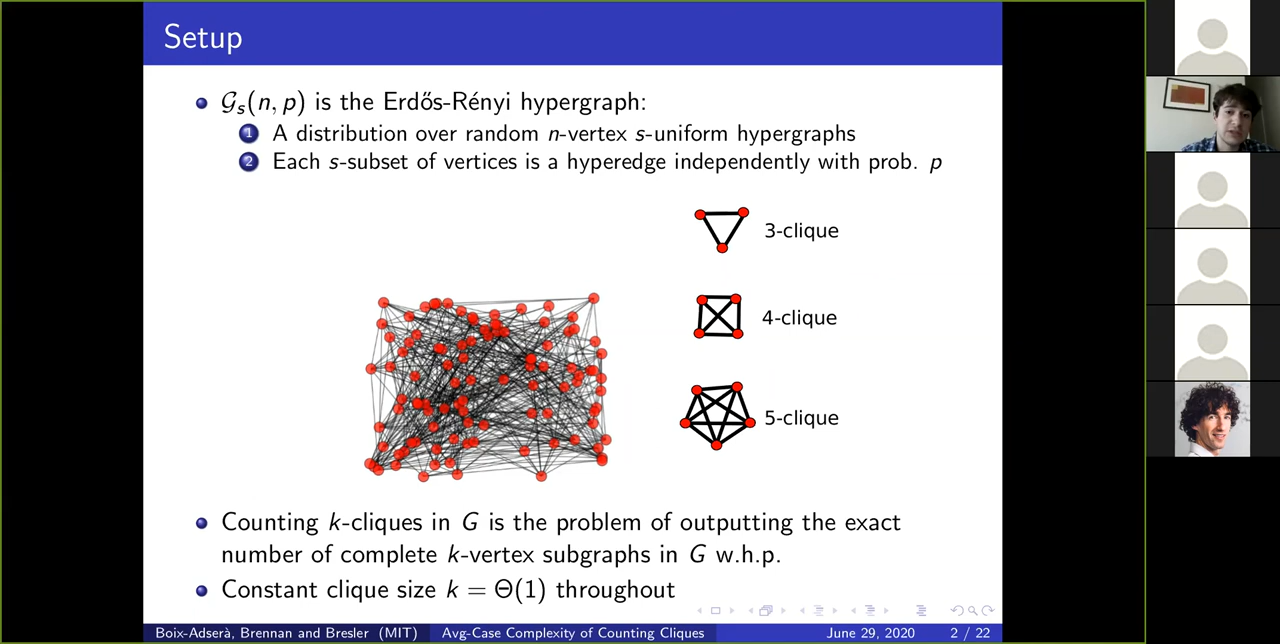 Setup
𝒢ₛ(n, p) is the Erdős-Rényi hypergraph:
1 A distribution over random n-vertex s-uniform hypergraphs
2 Each s-subset of vertices is a hyperedge independently with prob. p
3-clique
4-clique
5-clique
Counting k-cliques in G is the problem of outputting the exact
number of complete k-vertex subgraphs in G w.h.p.
Constant clique size k = Θ(1) throughout
Boix-Adserà, Brennan and Bresler (MIT) Avg-Case Complexity of Counting Cliques June 29, 2020 2 / 22